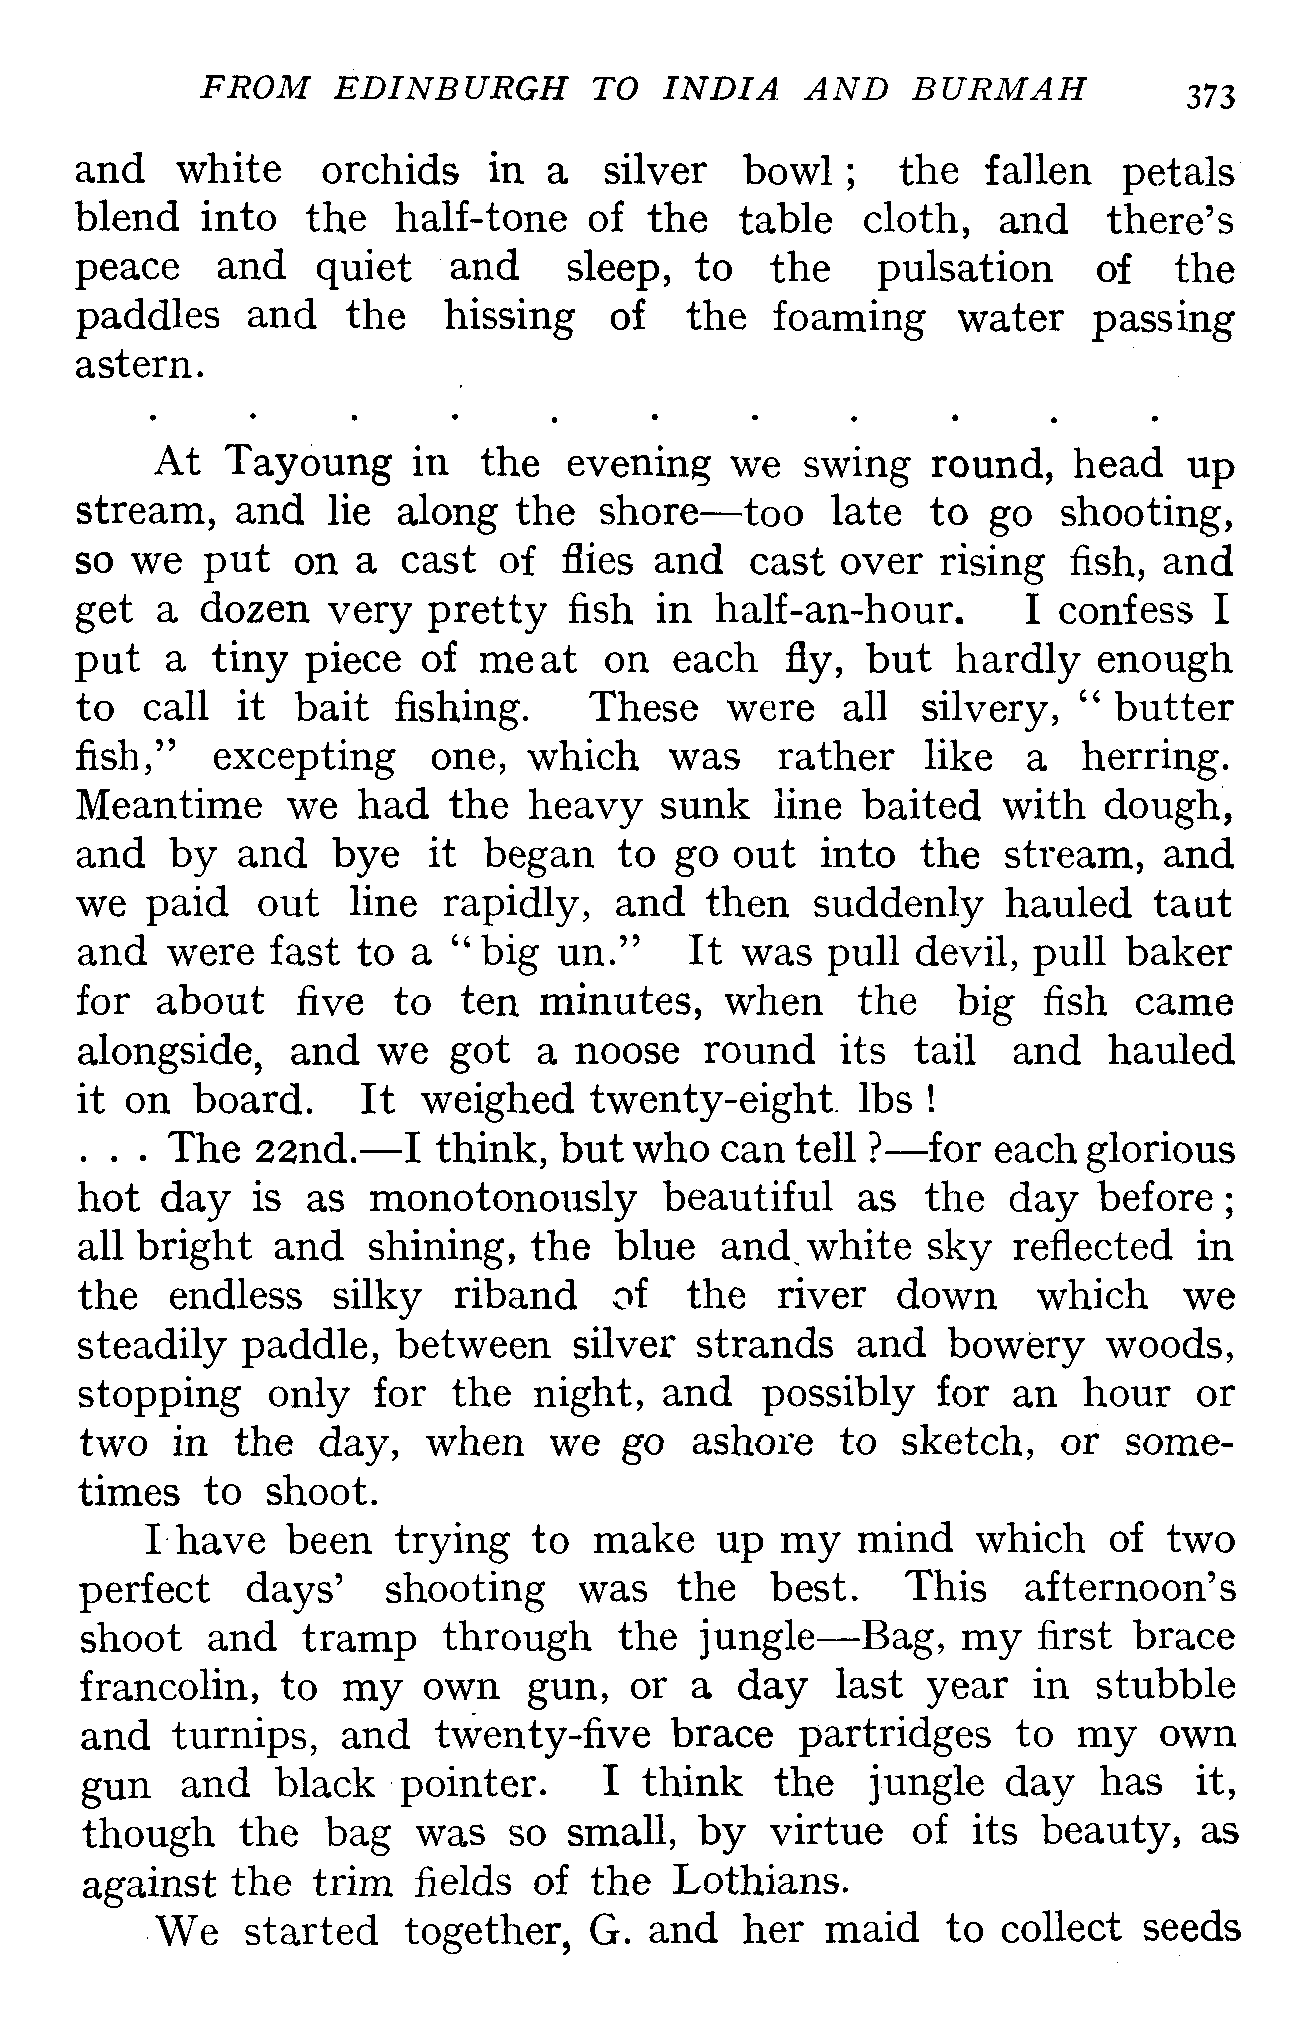 FROM EDINBURGH TO INDIA AND BURMAH 373
and white orchids in a silver bowl ; the fallen petals
blend into the half-tone of the table cloth, and there's
peace and quiet and sleep, to the pulsation of the
paddles and the hissing of the foaming water passing
astern.
. . . . . . . . . . .
At Tayoung in the evening we swing round, head up
stream, and lie along the shore—too late to go shooting,
so we put on a cast of flies and cast over rising fish, and
get a dozen very pretty fish in half-an-hour. I confess I
put a tiny piece of meat on each fly, but hardly enough
to call it bait fishing. These were all silvery, “ butter
fish,” excepting one, which was rather like a herring.
Meantime we had the heavy sunk line baited with dough,
and by and bye it began to go out into the stream, and
we paid out line rapidly, and then suddenly hauled taut
and were fast to a “ big un.” It was pull devil, pull baker
for about five to ten minutes, when the big fish came
alongside, and we got a noose round its tail and hauled
it on board. It weighed twenty-eight lbs !
. . . The 22nd.—I think, but who can tell ?—for each glorious
hot day is as monotonously beautiful as the day before ;
all bright and shining, the blue and white sky reflected in
the endless silky riband of the river down which we
steadily paddle, between silver strands and bowery woods,
stopping only for the night, and possibly for an hour or
two in the day, when we go ashore to sketch, or some-
times to shoot.
I have been trying to make up my mind which of two
perfect days' shooting was the best. This afternoon's
shoot and tramp through the jungle—Bag, my first brace
francolin, to my own gun, or a day last year in stubble
and turnips, and twenty-five brace partridges to my own
gun and black pointer. I think the jungle day has it,
though the bag was so small, by virtue of its beauty, as
against the trim fields of the Lothians.
We started together, G. and her maid to collect seeds